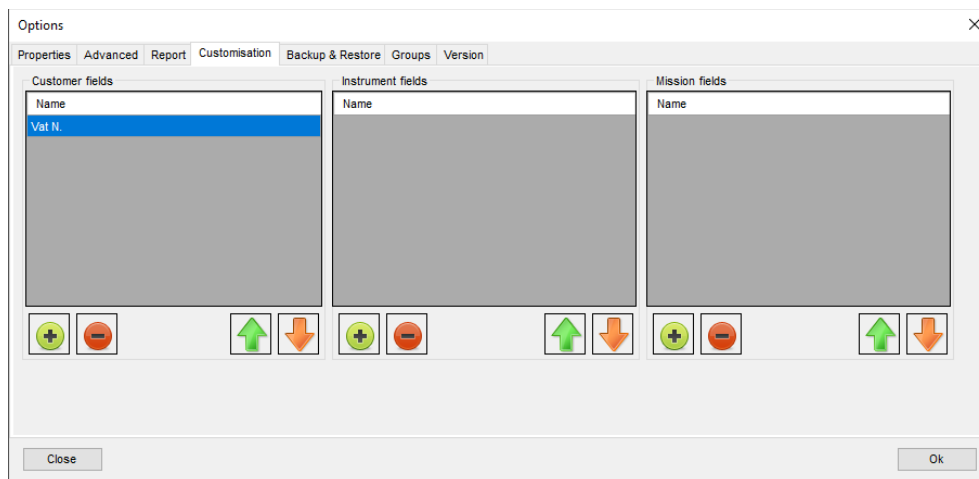 Options
Properties Advanced Report Customisation Backup & Restore Groups Version
Customer fields Instrument fields Mission fields
Name Name Name
Vat N.
Close Ok